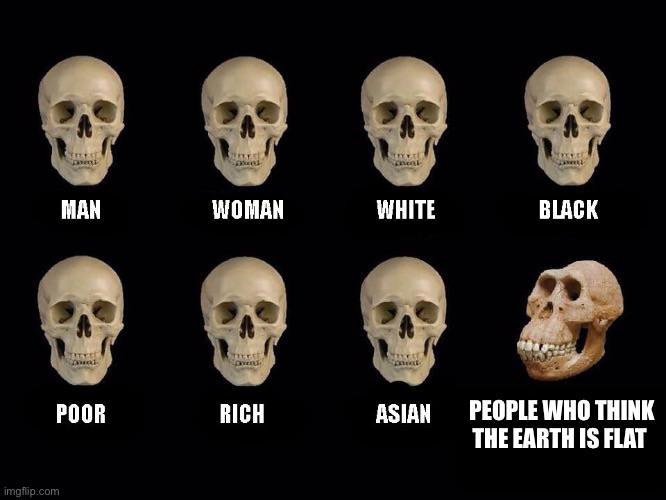 MAN WOMAN WHITE BLACK
POOR RICH ASIAN PEOPLE WHO THINK
THE EARTH IS FLAT
imgflip.com